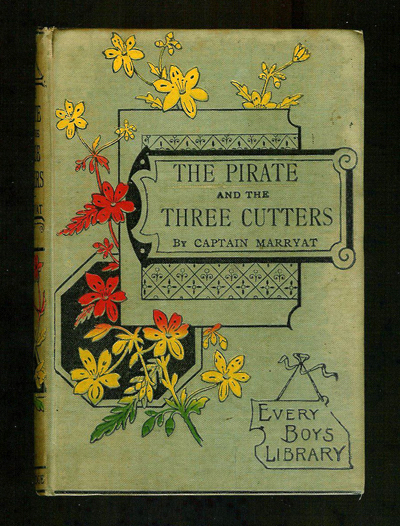 THE PIRATE
AND THE
THREE CUTTERS
BY CAPTAIN MARRYAT
EVERY
BOYS
LIBRARY